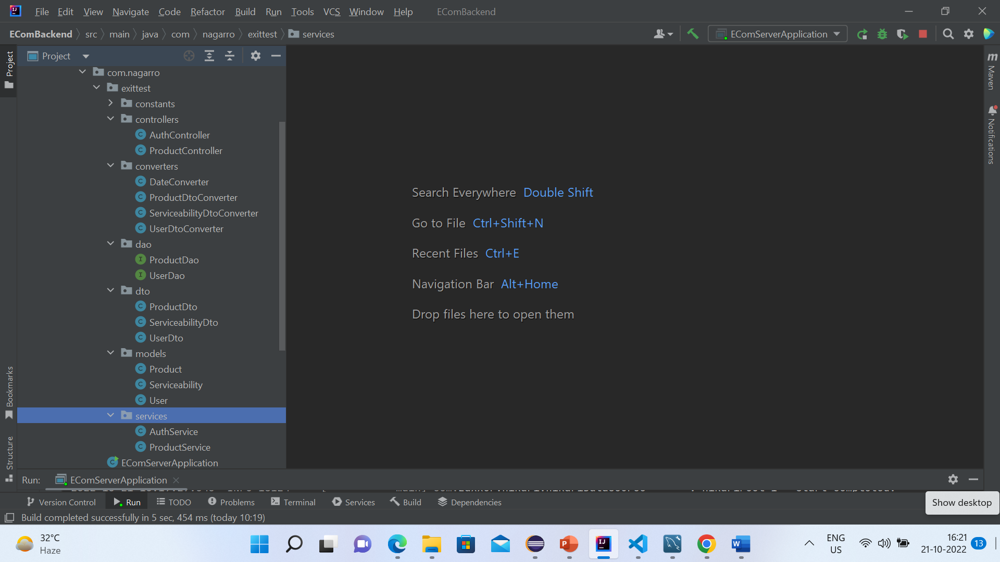 File Edit View Navigate Code Refactor Build Run Tools VCS Window Help EComBackend
EComBackend src main java com nagarro exittest services
EComServerApplication
Project
Project
com.nagarro
exittest
constants
controllers
AuthController
ProductController
converters
DateConverter
ProductDtoConverter
ServiceabilityDtoConverter
UserDtoConverter
dao
ProductDao
UserDao
dto
ProductDto
ServiceabilityDto
UserDto
models
Product
Serviceability
User
services
AuthService
ProductService
EComServerApplication
Bookmarks
Structure
Search Everywhere Double Shift
Go to File Ctrl+Shift+N
Recent Files Ctrl+E
Navigation Bar Alt+Home
Drop files here to open them
Maven
Notifications
Run: EComServerApplication
Version Control Run TODO Problems Terminal Services Build Dependencies
Show desktop
Build completed successfully in 5 sec, 454 ms (today 10:19)
32°C
Haze
ENG
US
16:21
21-10-2022
13